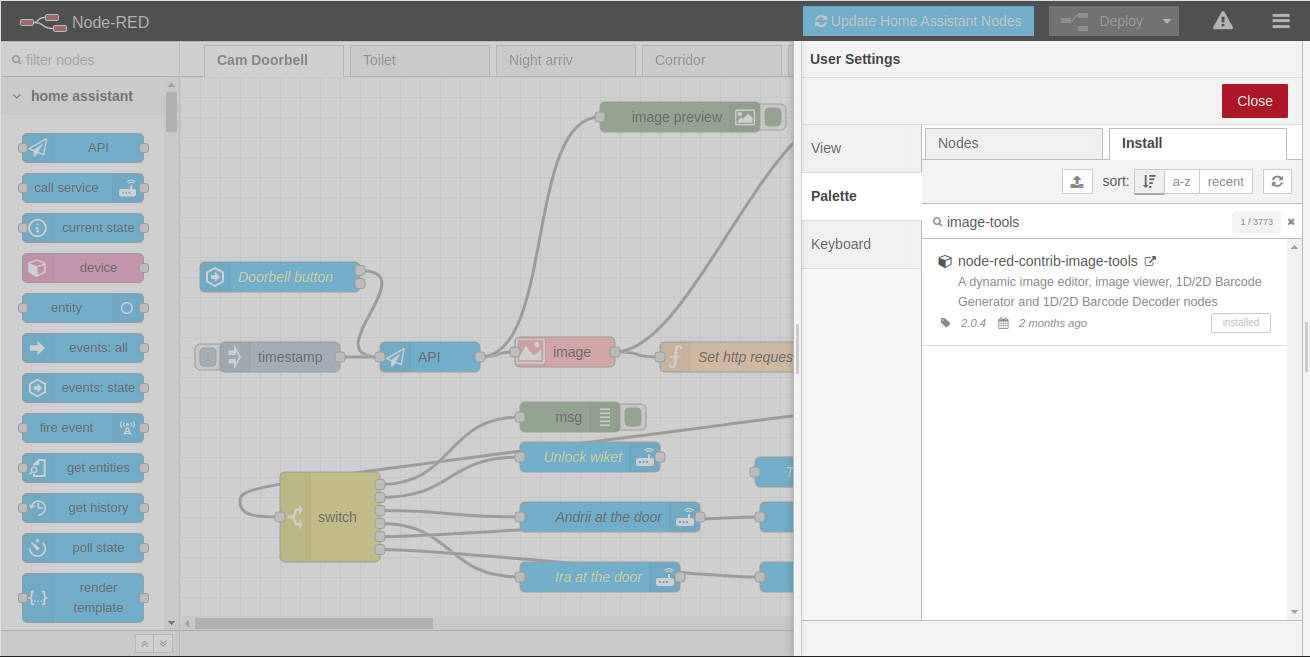 Node-RED
Update Home Assistant Nodes
Deploy
filter nodes
Cam Doorbell
Toilet
Night arriv
Corridor
User Settings
Close
home assistant
API
call service
current state
device
entity
events: all
events: state
fire event
get entities
get history
poll state
render
template
image preview
Doorbell button
timestamp
API
image
Set http reques
msg
Unlock wiket
switch
Andrii at the door
Ira at the door
View
Palette
Keyboard
Nodes
Install
sort:
a-z
recent
image-tools
1 / 3773
node-red-contrib-image-tools
A dynamic image editor, image viewer, 1D/2D Barcode
Generator and 1D/2D Barcode Decoder nodes
2.0.4
2 months ago
installed